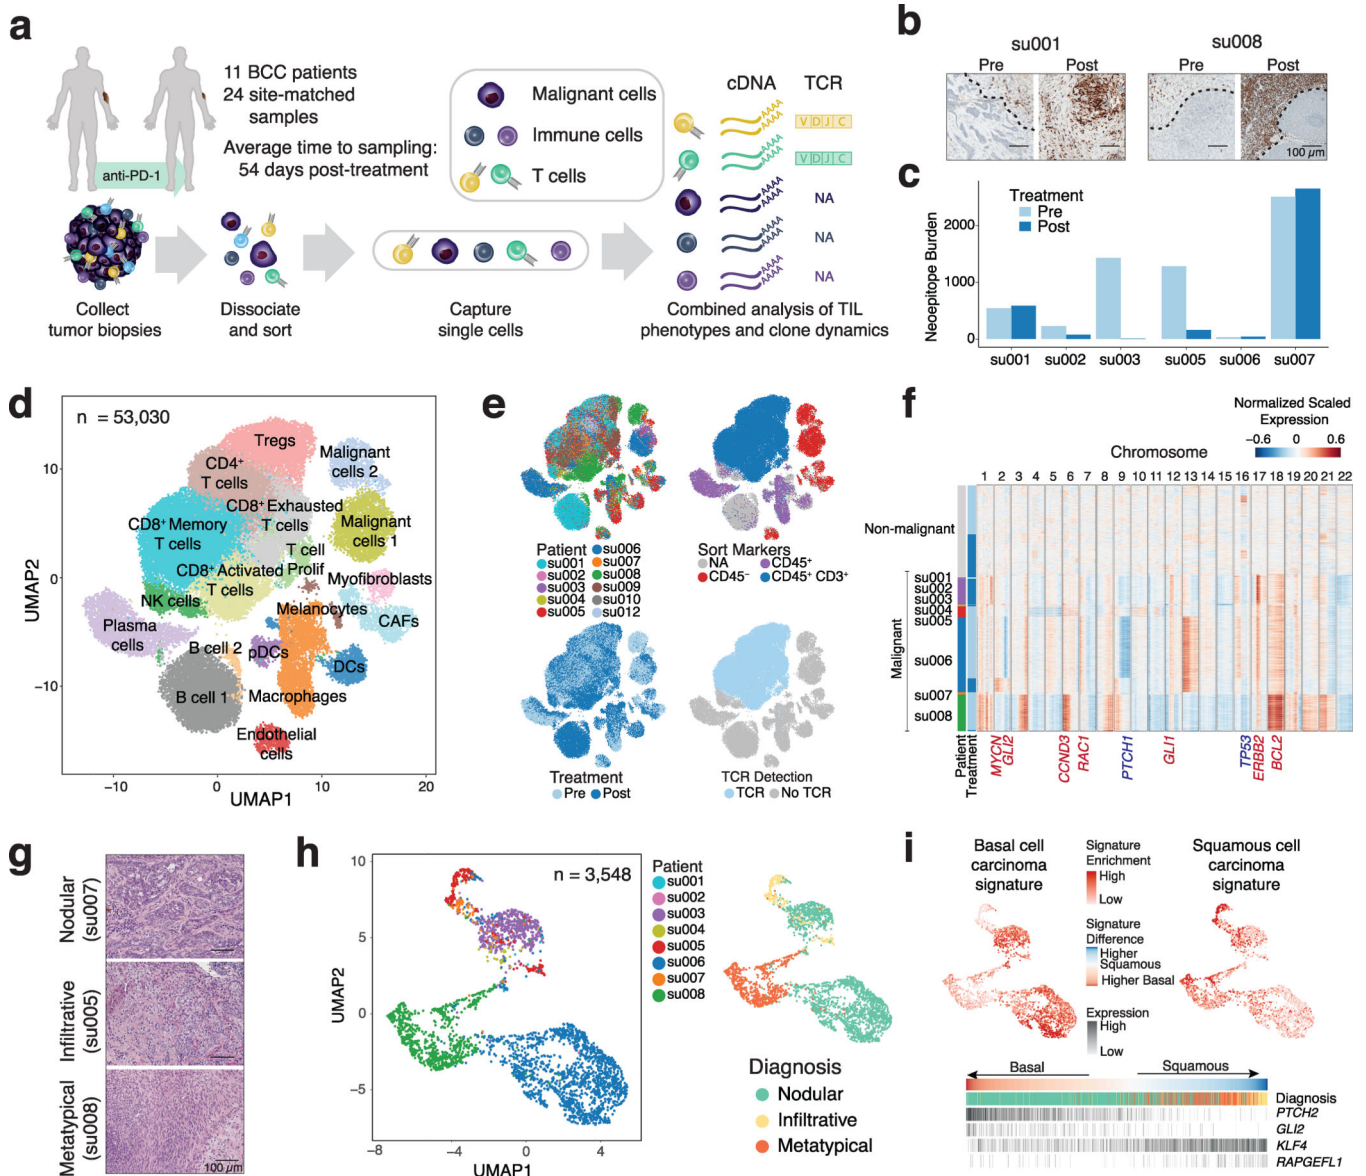 a
11 BCC patients
24 site-matched
samples
Average time to sampling:
54 days post-treatment
anti-PD-1
Malignant cells
Immune cells
T cells
cDNA
TCR
AAAA
AAAA
V D J C
AAAA
AAAA
V D J C
AAAA
AAAA
NA
AAAA
AAAA
NA
AAAA
AAAA
NA
Collect
tumor biopsies
Dissociate
and sort
Capture
single cells
Combined analysis of TIL
phenotypes and clone dynamics
b
su001
su008
Pre
Post
Pre
Post
100 µm
c
Neoepitope Burden
2000
1000
0
Treatment
Pre
Post
su001
su002
su003
su005
su006
su007
d
n = 53,030
UMAP2
10
0
−10
Tregs
CD4+
T cells
Malignant
cells 2
CD8+ Exhausted
T cells
CD8+ Memory
T cells
Malignant
cells 1
T cell
Prolif
CD8+ Activated
T cells
Myofibroblasts
NK cells
Melanocytes
CAFs
Plasma
cells
B cell 2
pDCs
DCs
B cell 1
Macrophages
Endothelial
cells
−10
0
10
20
UMAP1
e
Patient
su001
su002
su003
su004
su005
su006
su007
su008
su009
su010
su012
Sort Markers
NA
CD45+
CD45−
CD45+ CD3+
Treatment
Pre
Post
TCR Detection
TCR
No TCR
f
Normalized Scaled
Expression
−0.6
0
0.6
Chromosome
1 2 3 4 5 6 7 8 9 10 11 12 13 14 15 16 17 18 19 20 21 22
Non-malignant
Malignant
su001
su002
su003
su004
su005
su006
su007
su008
Patient
Treatment
MYCN
GLI2
CCND3
RAC1
PTCH1
GLI1
TP53
ERBB2
BCL2
g
Nodular
(su007)
Infiltrative
(su005)
Metatypical
(su008)
100 µm
h
n = 3,548
UMAP2
10
5
0
−5
−8
−4
0
4
UMAP1
Patient
su001
su002
su003
su004
su005
su006
su007
su008
Diagnosis
Nodular
Infiltrative
Metatypical
i
Basal cell
carcinoma
signature
Signature
Enrichment
High
Low
Squamous cell
carcinoma
signature
Signature
Difference
Higher
Squamous
Higher Basal
Expression
High
Low
Basal
Squamous
Diagnosis
PTCH2
GLI2
KLF4
RAPGEFL1